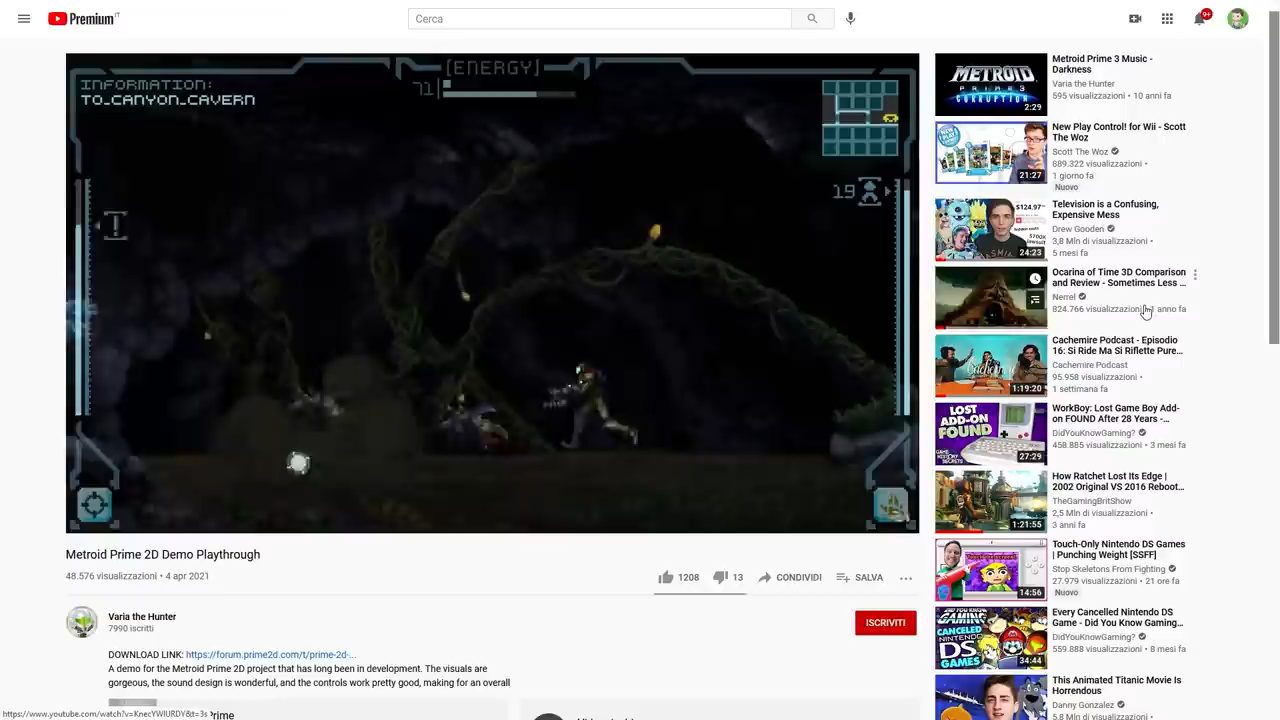 Premium IT
Cerca
9+
INFORMATION:
TO_CANYON_CAVERN
[ENERGY]
71
19
Metroid Prime 2D Demo Playthrough
48.576 visualizzazioni • 4 apr 2021
1208
13
CONDIVIDI
SALVA
Varia the Hunter
7990 iscritti
ISCRIVITI
DOWNLOAD LINK: https://forum.prime2d.com/t/prime-2d-...
A demo for the Metroid Prime 2D project that has long been in development. The visuals are
gorgeous, the sound design is wonderful, and the controls work pretty good, making for an overall
https://www.youtube.com/watch?v=KnecYWIURDY&t=3s
METROID
PRIME 3
CORRUPTION
2:29
Metroid Prime 3 Music -
Darkness
Varia the Hunter
595 visualizzazioni • 10 anni fa
21:27
New Play Control! for Wii - Scott
The Woz
Scott The Woz
689.322 visualizzazioni •
1 giorno fa
Nuovo
$124.97
24:23
Television is a Confusing,
Expensive Mess
Drew Gooden
3,8 Mln di visualizzazioni •
5 mesi fa
Ocarina of Time 3D Comparison
and Review - Sometimes Less ...
Nerrel
824.766 visualizzazioni • 1 anno fa
Cachemire
1:19:20
Cachemire Podcast - Episodio
16: Si Ride Ma Si Riflette Pure...
Cachemire Podcast
95.958 visualizzazioni •
1 settimana fa
LOST
ADD-ON
FOUND
27:29
WorkBoy: Lost Game Boy Add-
on FOUND After 28 Years -...
DidYouKnowGaming?
458.885 visualizzazioni • 3 mesi fa
1:21:55
How Ratchet Lost Its Edge |
2002 Original VS 2016 Reboot...
TheGamingBritShow
2,5 Mln di visualizzazioni •
3 anni fa
14:56
Touch-Only Nintendo DS Games
| Punching Weight [SSFF]
Stop Skeletons From Fighting
27.979 visualizzazioni • 21 ore fa
Nuovo
CANCELED
NINTENDO
DS
GAMES
34:44
Every Cancelled Nintendo DS
Game - Did You Know Gaming...
DidYouKnowGaming?
559.888 visualizzazioni • 8 mesi fa
This Animated Titanic Movie Is
Horrendous
Danny Gonzalez
5,8 Mln di visualizzazioni •